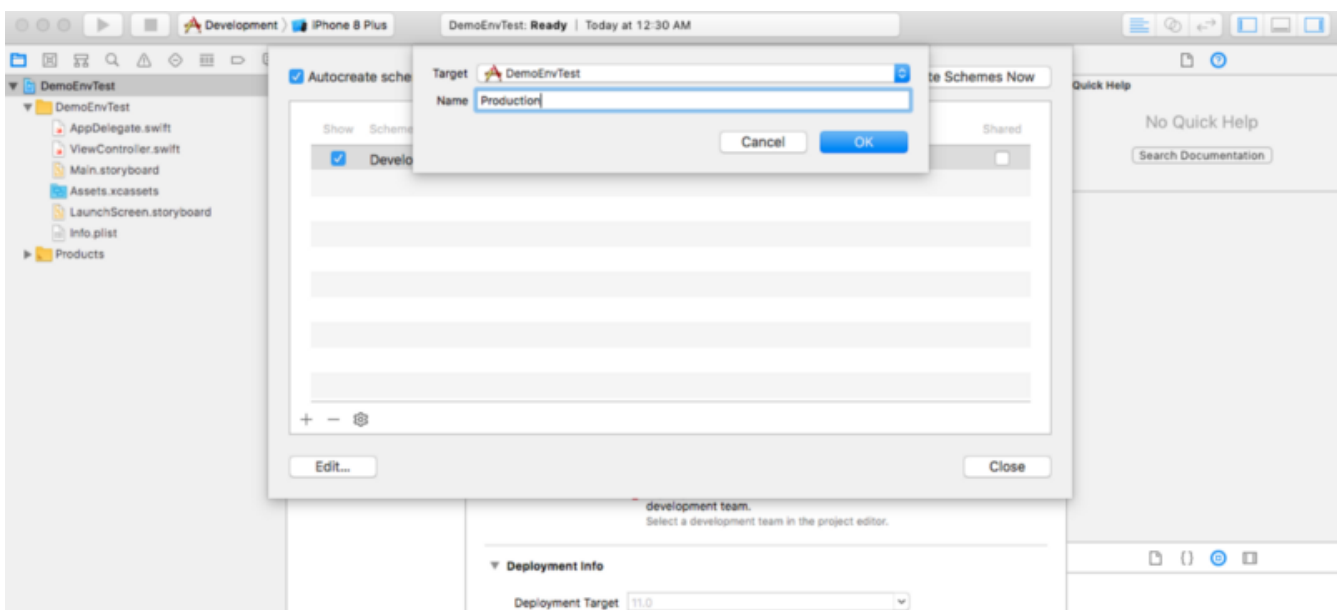 Development
iPhone 8 Plus
DemoEnvTest: Ready | Today at 12:30 AM
DemoEnvTest
DemoEnvTest
AppDelegate.swift
ViewController.swift
Main.storyboard
Assets.xcassets
LaunchScreen.storyboard
Info.plist
Products
Autocreate sche
te Schemes Now
Target DemoEnvTest
Name Production
Cancel OK
Show Scheme Shared
Develo
+ −
Edit... Close
Quick Help
No Quick Help
Search Documentation
development team.
Select a development team in the project editor.
Deployment Info
Deployment Target 11.0
{ }